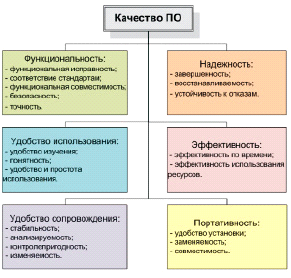 Качество ПО
Функциональность:
- функциональная исправность;
- соответствие стандартам;
- функциональная совместимость;
- безопасность;
- точность
Надежность:
- завершенность;
- восстанавливаемость;
- устойчивость к отказам.
Удобство использования:
- удобство изучения;
- понятность;
- удобство и простота
использования.
Эффективность:
- эффективность по времени;
- эффективность использования
ресурсов.
Удобство сопровождения:
- стабильность;
- анализируемость;
- контролепригодность;
- изменяемость.
Портативность:
- удобство установки;
- заменяемость;
- совместимость.